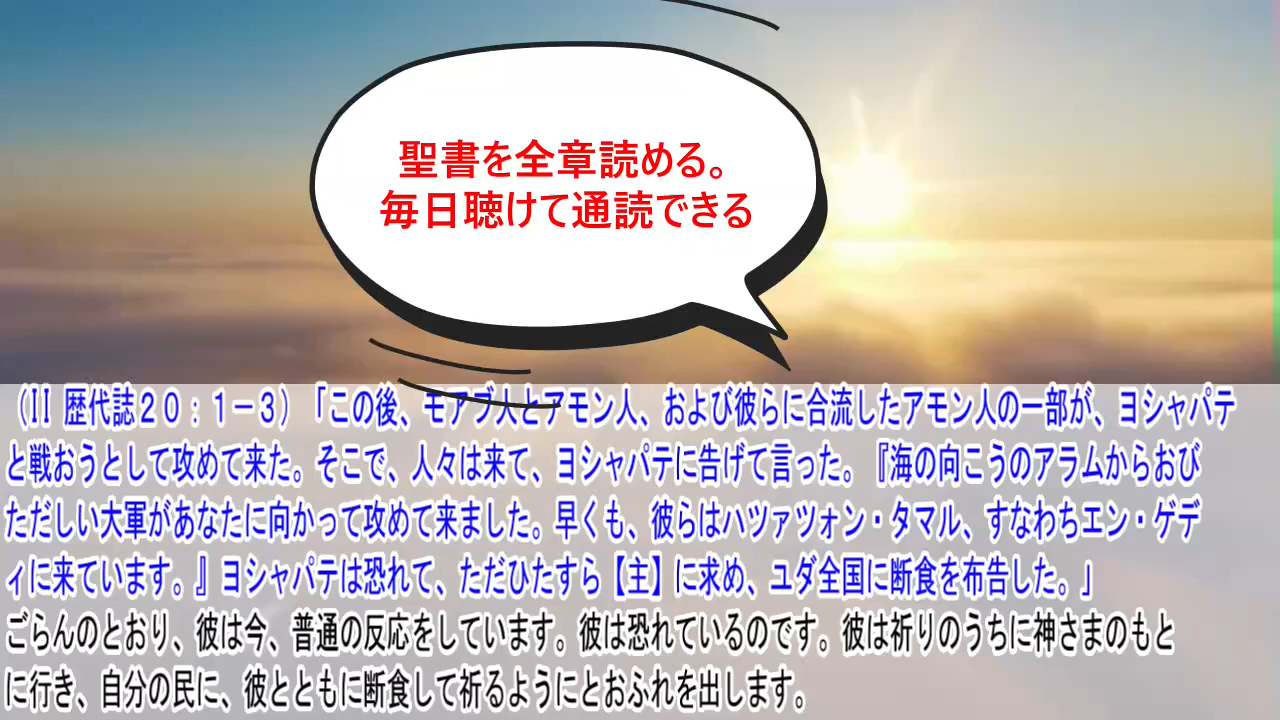 聖書を全章読める。
毎日聴けて通読できる
（II 歴代誌２０：１－３）「この後、モアブ人とアモン人、および彼らに合流したアモン人の一部が、ヨシャパテ
と戦おうとして攻めて来た。そこで、人々は来て、ヨシャパテに告げて言った。『海の向こうのアラムからおび
ただしい大軍があなたに向かって攻めて来ました。早くも、彼らはハツァツォン・タマル、すなわちエン・ゲデ
ィに来ています。』ヨシャパテは恐れて、ただひたすら【主】に求め、ユダ全国に断食を布告した。」
ごらんのとおり、彼は今、普通の反応をしています。彼は恐れているのです。彼は祈りのうちに神さまのもと
に行き、自分の民に、彼とともに断食して祈るようにとおふれを出します。